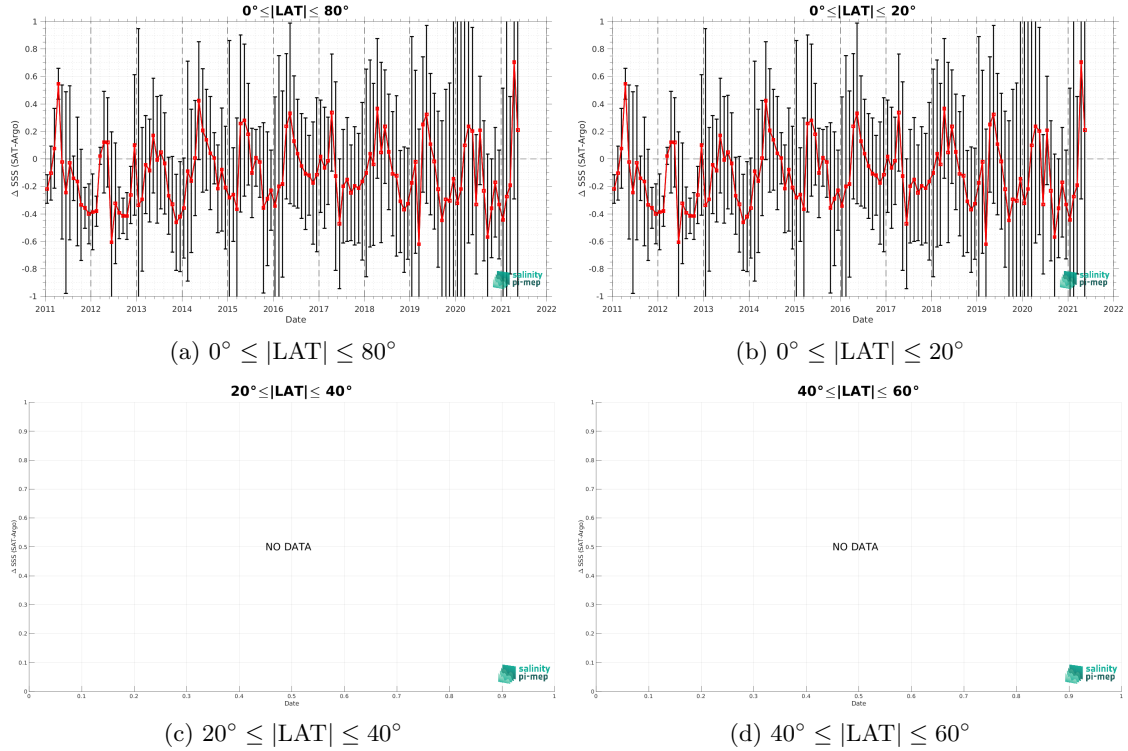 0°≤|LAT|≤ 80°
1
0.8
0.6
0.4
0.2
0
-0.2
-0.4
-0.6
-0.8
-1
Δ SSS (SAT-Argo)
2011 2012 2013 2014 2015 2016 2017 2018 2019 2020 2021 2022
Date
salinity
pi-mep
(a) 0° ≤ |LAT| ≤ 80°
0°≤|LAT|≤ 20°
1
0.8
0.6
0.4
0.2
0
-0.2
-0.4
-0.6
-0.8
-1
Δ SSS (SAT-Argo)
2011 2012 2013 2014 2015 2016 2017 2018 2019 2020 2021 2022
Date
salinity
pi-mep
(b) 0° ≤ |LAT| ≤ 20°
20°≤|LAT|≤ 40°
1
0.9
0.8
0.7
0.6
0.5
0.4
0.3
0.2
0.1
0
Δ SSS (SAT-Argo)
NO DATA
0 0.1 0.2 0.3 0.4 0.5 0.6 0.7 0.8 0.9 1
Date
salinity
pi-mep
(c) 20° ≤ |LAT| ≤ 40°
40°≤|LAT|≤ 60°
1
0.9
0.8
0.7
0.6
0.5
0.4
0.3
0.2
0.1
0
Δ SSS (SAT-Argo)
NO DATA
0 0.1 0.2 0.3 0.4 0.5 0.6 0.7 0.8 0.9 1
Date
salinity
pi-mep
(d) 40° ≤ |LAT| ≤ 60°